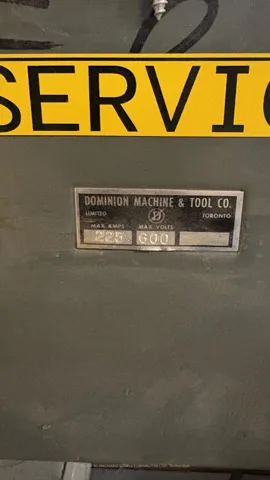 SERVIC
DOMINION MACHINE & TOOL CO.
LIMITED TORONTO
MAX. AMPS MAX. VOLTS
225 600